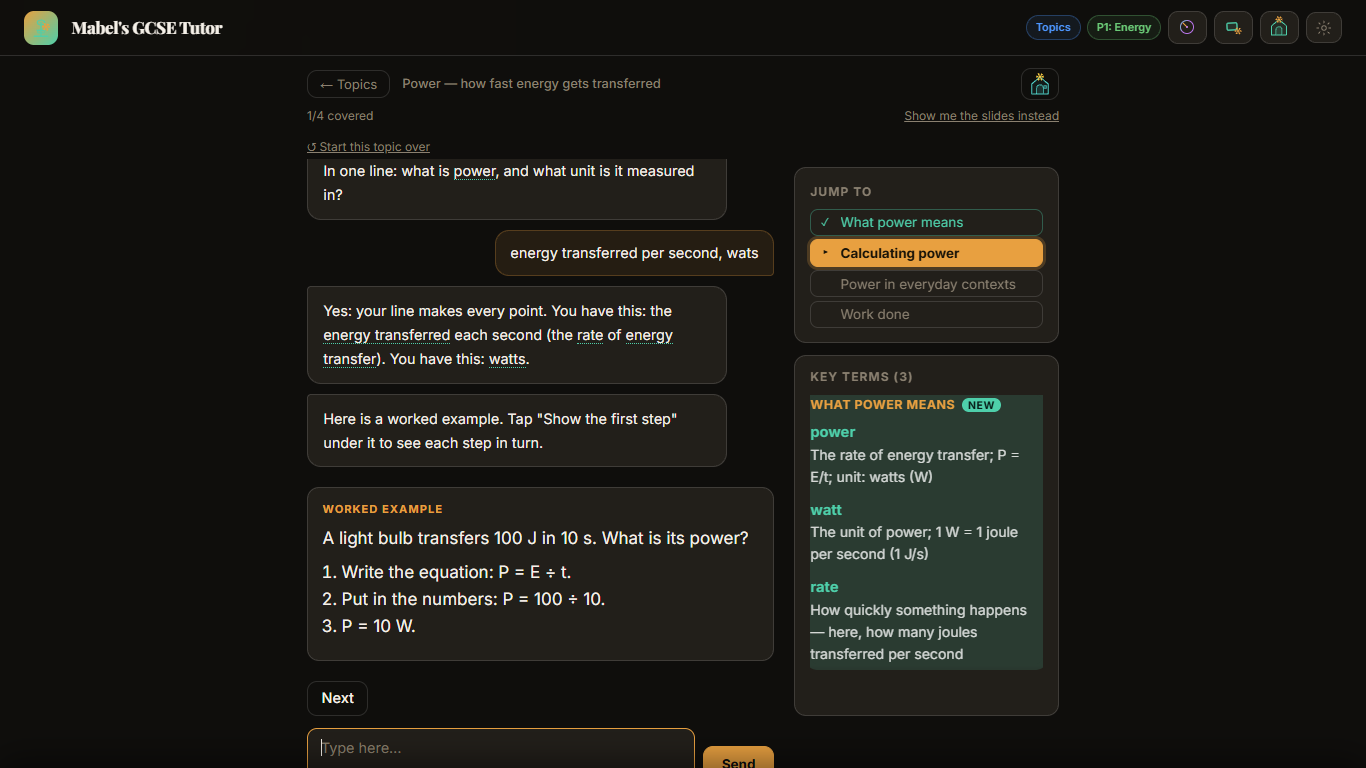 Mabel's GCSE Tutor
Topics
P1: Energy
← Topics
Power — how fast energy gets transferred
1/4 covered
Show me the slides instead
↺ Start this topic over
In one line: what is power, and what unit is it measured
in?
energy transferred per second, wats
Yes: your line makes every point. You have this: the
energy transferred each second (the rate of energy
transfer). You have this: watts.
Here is a worked example. Tap "Show the first step"
under it to see each step in turn.
WORKED EXAMPLE
A light bulb transfers 100 J in 10 s. What is its power?
1. Write the equation: P = E ÷ t.
2. Put in the numbers: P = 100 ÷ 10.
3. P = 10 W.
Next
Type here...
Send
JUMP TO
✓ What power means
‣ Calculating power
Power in everyday contexts
Work done
KEY TERMS (3)
WHAT POWER MEANS NEW
power
The rate of energy transfer; P =
E/t; unit: watts (W)
watt
The unit of power; 1 W = 1 joule
per second (1 J/s)
rate
How quickly something happens
— here, how many joules
transferred per second